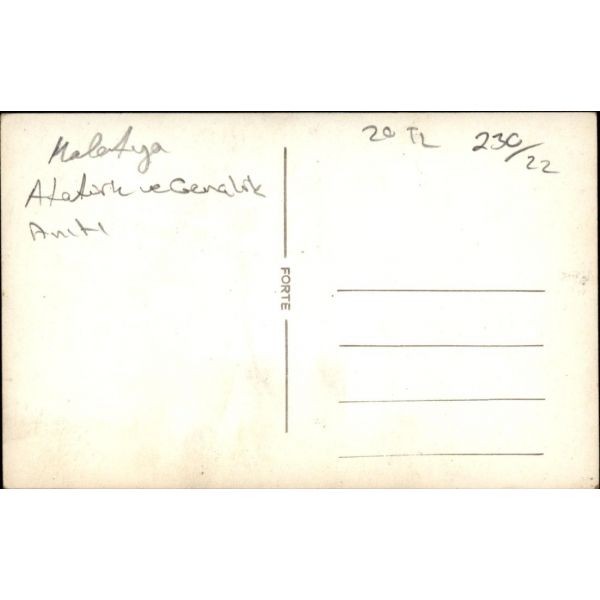 Malatya
Atatürk ve Gençlik
Anıtı
20 TL 230/22
FORTE